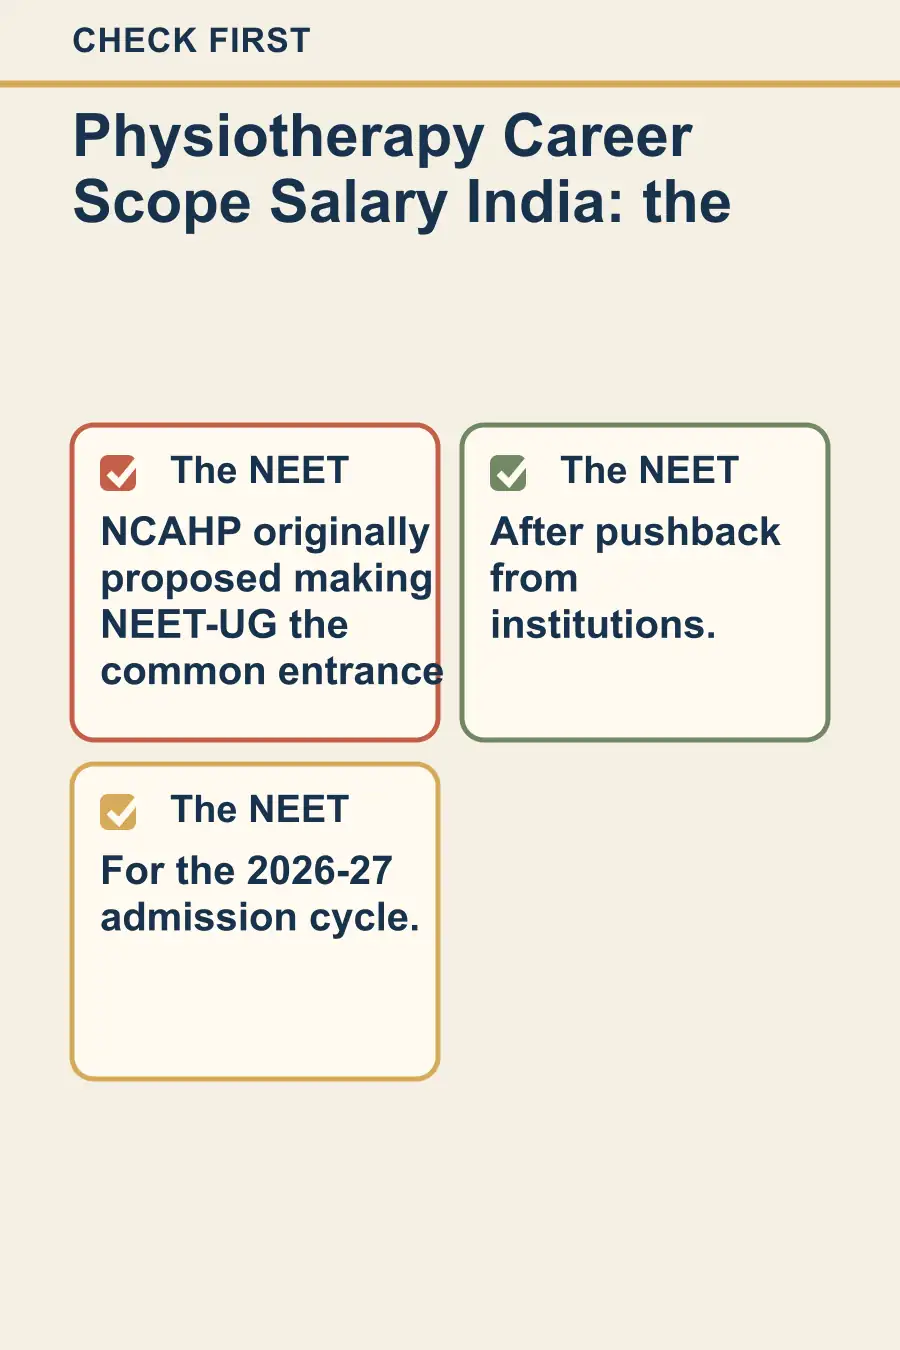 CHECK FIRST
Physiotherapy Career
Scope Salary India: the
The NEET
NCAHP originally
proposed making
NEET-UG the
common entrance
The NEET
After pushback
from
institutions.
The NEET
For the 2026-27
admission cycle.